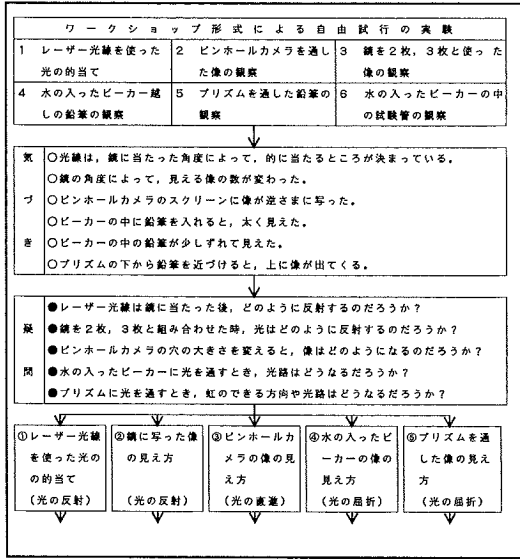 ワークショップ形式による自由試行の実験
1 レーザー光線を使った
光の的当て
2 ピンホールカメラを通し
た像の観察
3 鏡を2枚,3枚と使った
像の観察
4 水の入ったビーカー越
しの鉛筆の観察
5 プリズムを通した鉛筆の
観察
6 水の入ったビーカーの中
の試験管の観察
気づき
○光線は,鏡に当たった角度によって,的に当たるところが決まっている。
○鏡の角度によって,見える像の数が変わった。
○ピンホールカメラのスクリーンに像が逆さまに写った。
○ビーカーの中に鉛筆を入れると,太く見えた。
○ビーカーの中の鉛筆が少しずれて見えた。
○プリズムの下から鉛筆を近づけると,上に像が出てくる。
疑問
●レーザー光線は鏡に当たった後,どのように反射するのだろうか?
●鏡を2枚,3枚と組み合わせた時,光はどのように反射するのだろうか?
●ピンホールカメラの穴の大きさを変えると,像はどのようになるのだろうか?
●水の入ったビーカーに光を通すとき,光路はどうなるだろうか?
●プリズムに光を通すとき,虹のできる方向や光路はどうなるだろうか?
①レーザー光線
を使った光の
の的当て
(光の反射)
②鏡に写った像
の見え方
(光の反射)
③ピンホールカ
メラの像の見
え方
(光の直進)
④水の入ったビ
ーカーの像の
見え方
(光の屈折)
⑤プリズムを通
した像の見え
方
(光の屈折)